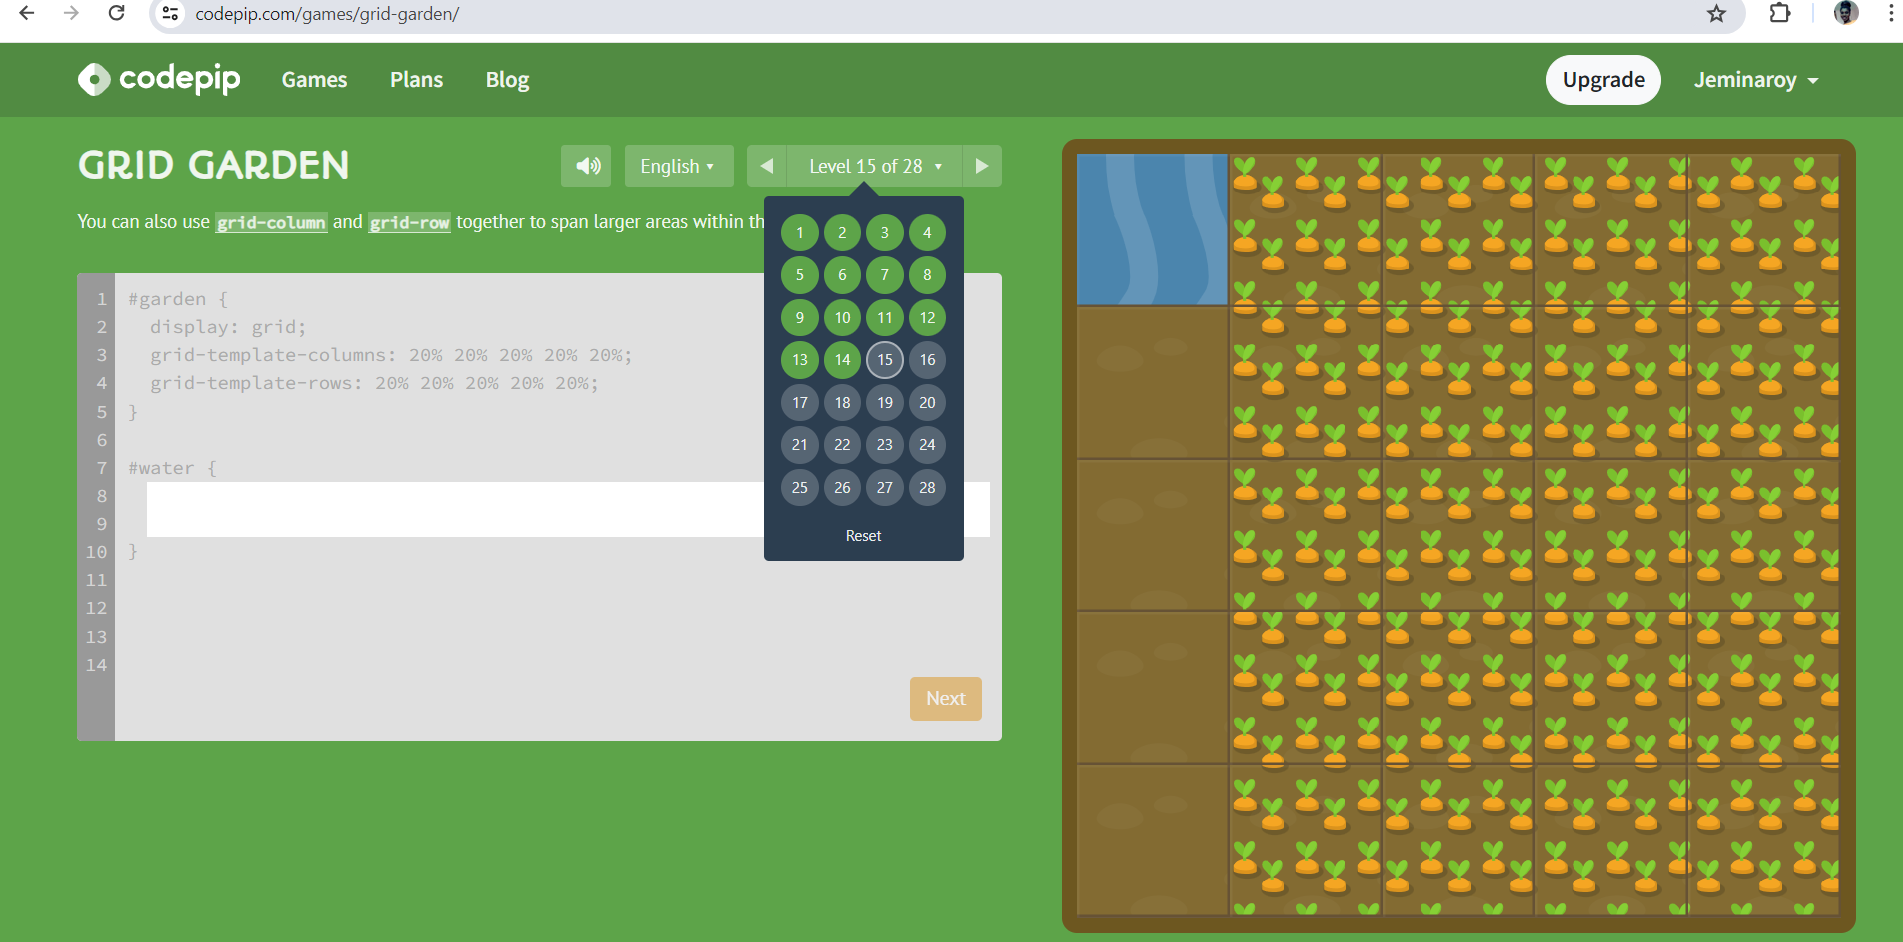 codepip.com/games/grid-garden/
codepip Games Plans Blog Upgrade Jeminaroy
GRID GARDEN English Level 15 of 28
You can also use grid-column and grid-row together to span larger areas within th
1 2 3 4
5 6 7 8
9 10 11 12
13 14 15 16
17 18 19 20
21 22 23 24
25 26 27 28
Reset
1 #garden {
2 display: grid;
3 grid-template-columns: 20% 20% 20% 20% 20%;
4 grid-template-rows: 20% 20% 20% 20% 20%;
5 }
6
7 #water {
8
9
10 }
11
12
13
14
Next